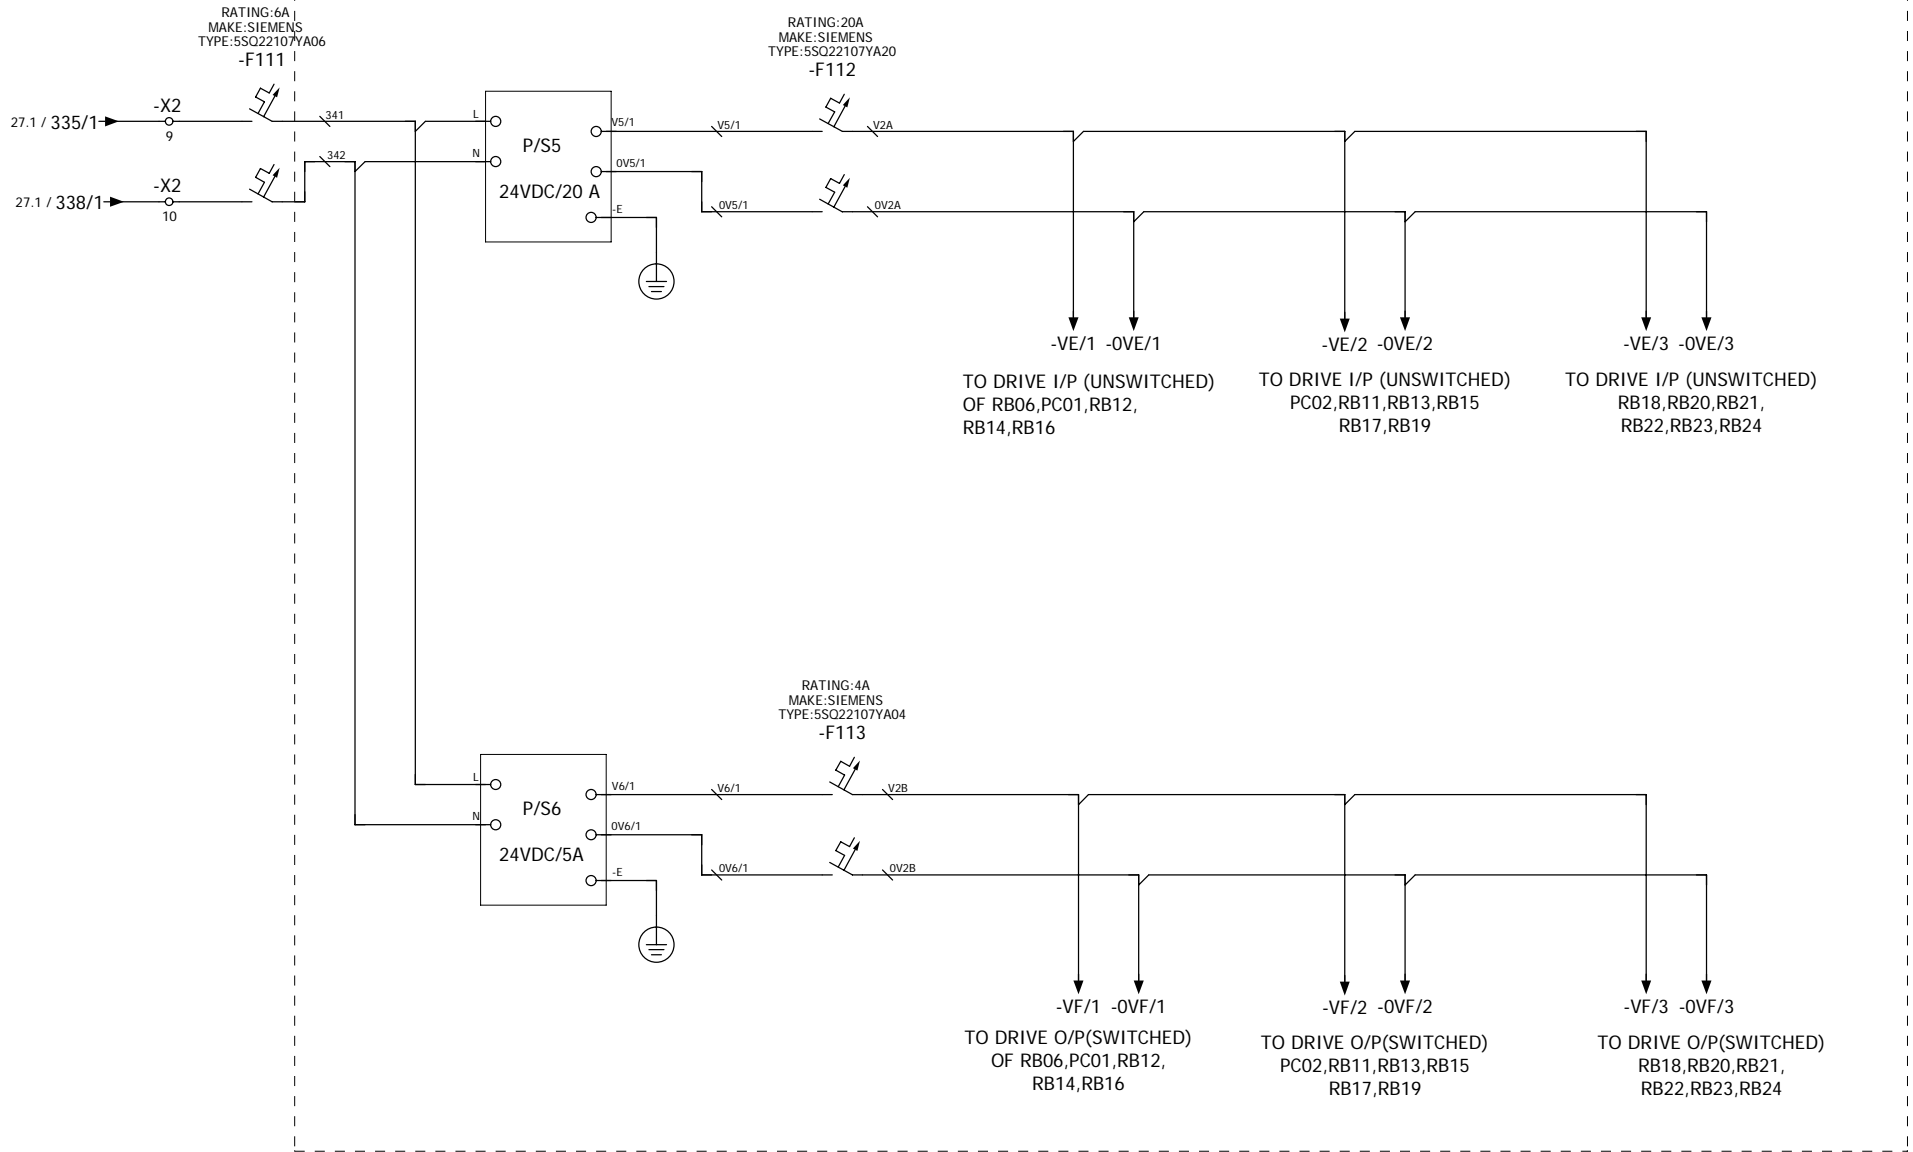 RATING:6A
MAKE:SIEMENS
TYPE:5SQ22107YA06
-F111
RATING:20A
MAKE:SIEMENS
TYPE:5SQ22107YA20
-F112
27.1 / 335/1
-X2
9
341
L
P/S5
V5/1
V5/1
V2A
27.1 / 338/1
-X2
10
342
N
24VDC/20 A
0V5/1
0V5/1
0V2A
-E
-VE/1 -0VE/1
TO DRIVE I/P (UNSWITCHED)
OF RB06,PC01,RB12,
RB14,RB16
-VE/2 -0VE/2
TO DRIVE I/P (UNSWITCHED)
PC02,RB11,RB13,RB15
RB17,RB19
-VE/3 -0VE/3
TO DRIVE I/P (UNSWITCHED)
RB18,RB20,RB21,
RB22,RB23,RB24
RATING:4A
MAKE:SIEMENS
TYPE:5SQ22107YA04
-F113
L
P/S6
V6/1
V6/1
V2B
N
24VDC/5A
0V6/1
0V6/1
0V2B
-E
-VF/1 -0VF/1
TO DRIVE O/P(SWITCHED)
OF RB06,PC01,RB12,
RB14,RB16
-VF/2 -0VF/2
TO DRIVE O/P(SWITCHED)
PC02,RB11,RB13,RB15
RB17,RB19
-VF/3 -0VF/3
TO DRIVE O/P(SWITCHED)
RB18,RB20,RB21,
RB22,RB23,RB24